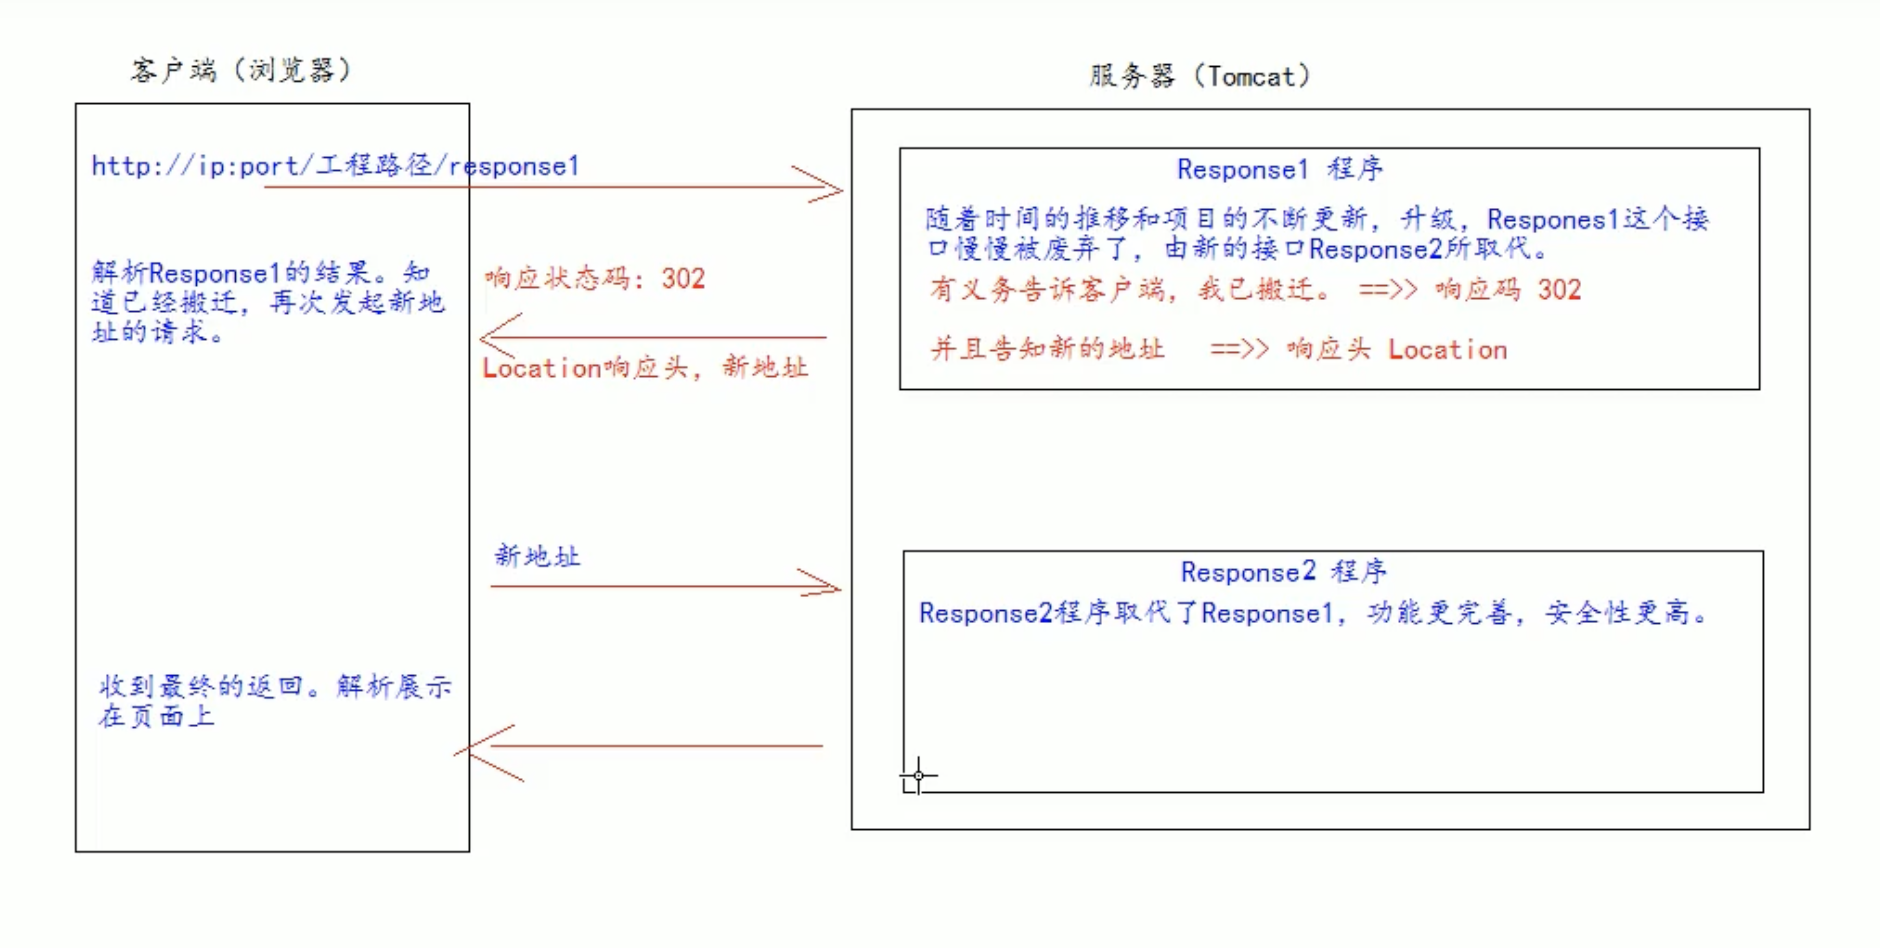 客户端（浏览器）
服务器（Tomcat）
http://ip:port/工程路径/response1
解析Response1的结果。知
道已经搬迁，再次发起新地
址的请求。
响应状态码：302
Location响应头，新地址
Response1 程序
随着时间的推移和项目的不断更新，升级，Respones1这个接
口慢慢被废弃了，由新的接口Response2所取代。
有义务告诉客户端，我已搬迁。 ==>> 响应码 302
并且告知新的地址 ==>> 响应头 Location
新地址
Response2 程序
Response2程序取代了Response1，功能更完善，安全性更高。
收到最终的返回。解析展示
在页面上